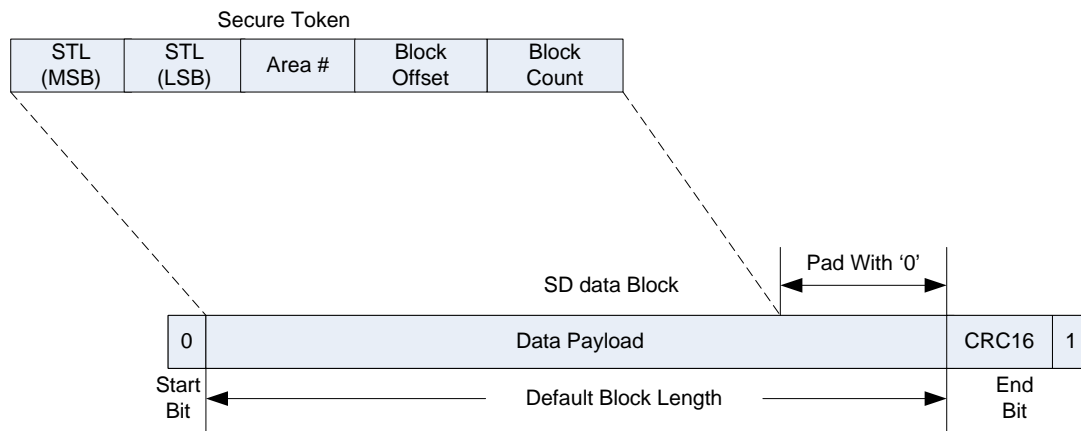 Secure Token
STL
(MSB)
STL
(LSB)
Area #
Block
Offset
Block
Count
Pad With ‘0’
SD data Block
0
Data Payload
CRC16
1
Start
Bit
Default Block Length
End
Bit